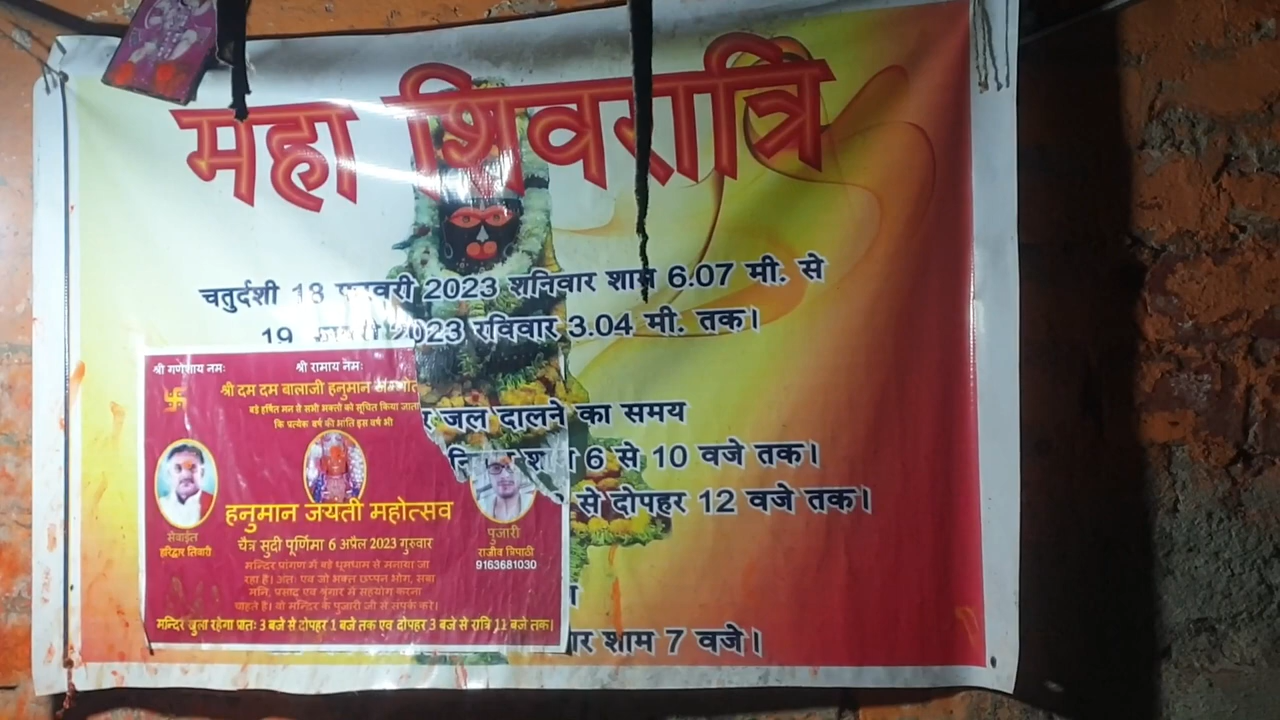 महा शिवरात्रि
चतुर्दशी 18 2023 शनिवार शाम 6.07 मी. से
19 2023 रविवार 3.04 मी. तक।
जल दालने का समय
6 से 10 वजे तक।
से दोपहर 12 वजे तक।
शाम 7 वजे।
श्री गणेशाय नमः श्री रामाय नमः
श्री दम दम बालाजी हनुमान
बड़े हर्षित मन से सभी भक्तो को सूचित किया जाता
कि प्रत्येक वर्ष की भांति इस वर्ष भी
हनुमान जयंती महोत्सव
चैत्र सुदी पूर्णिमा 6 अप्रैल 2023 गुरुवार
सेवाईत
हरिद्वार तिवारी
पुजारी
राजीव त्रिपाठी
9163681030
मन्दिर प्रांगण में बड़े धूमधाम से मनाया जा
रहा है। अतः एव जो भक्त छप्पन भोग, सवा
मनि, प्रसाद एव श्रृंगार में सहयोग करना
चाहते है। वो मन्दिर के पुजारी जी से संपर्क करे।
मन्दिर खुला रहेगा प्रातः 3 बजे से दोपहर 1 बजे तक एव दोपहर 3 बजे से रात्रि 11 बजे तक।